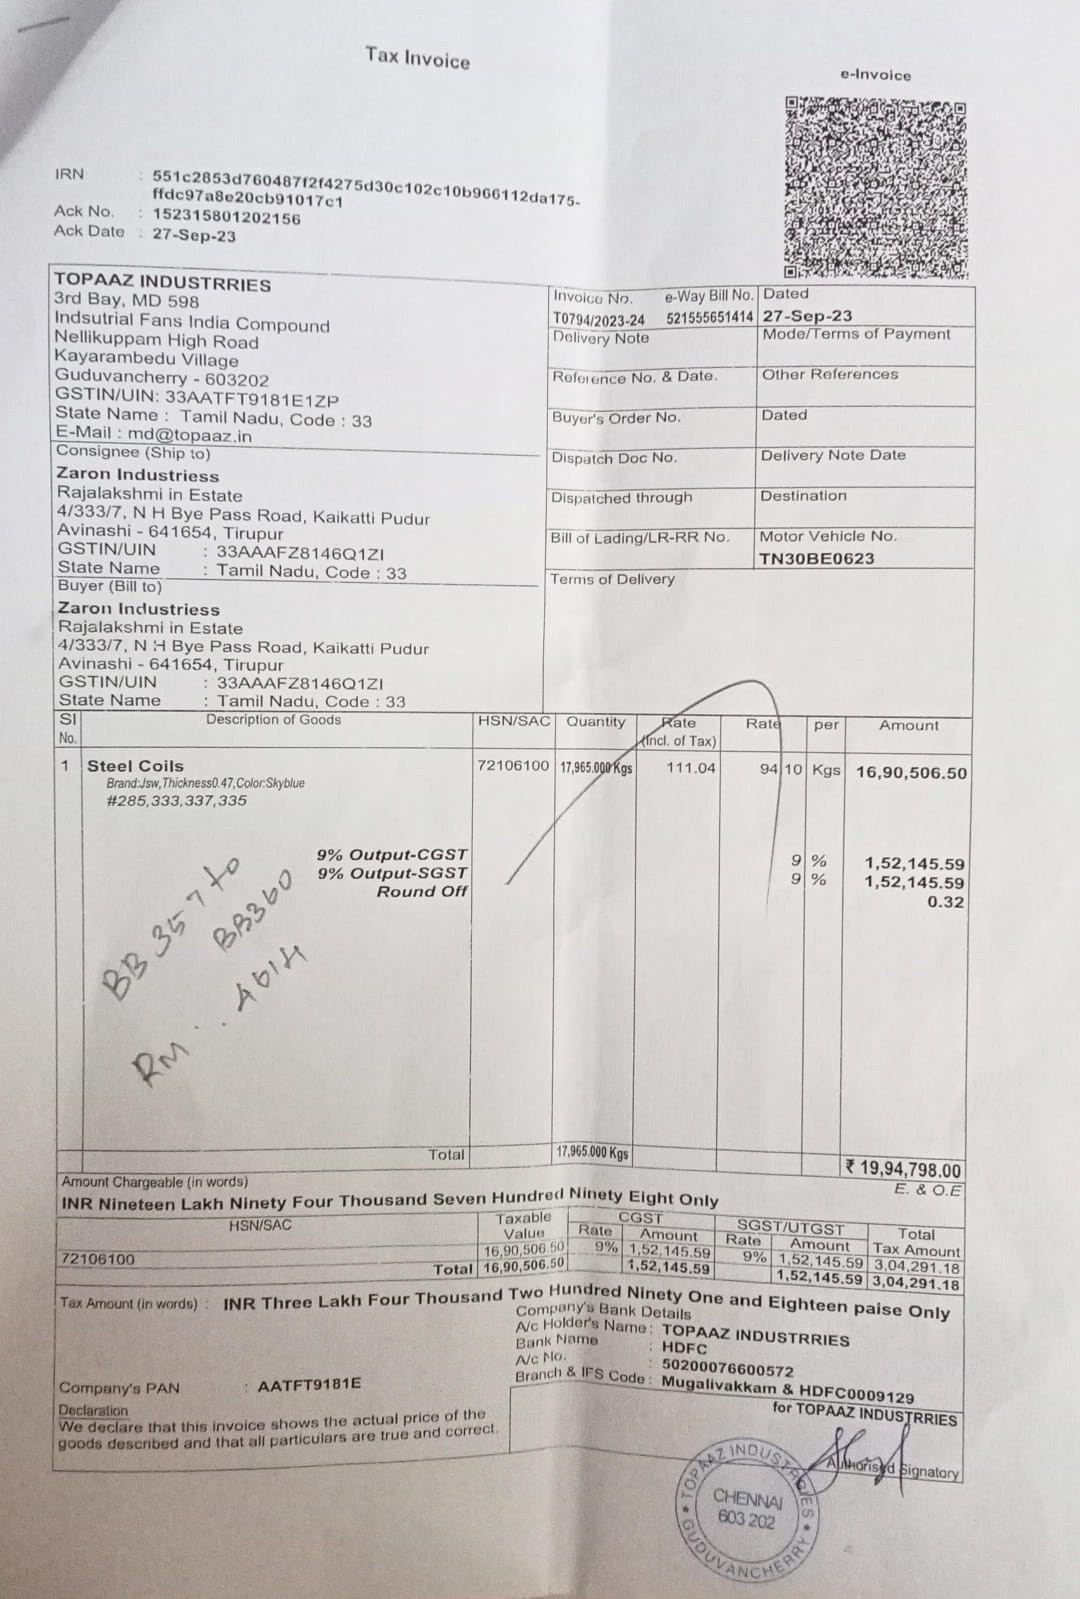 Tax Invoice
e-Invoice
IRN : 551c2853d760487f2f4275d30c102c10b966112da175-
ffdc97a8e20cb91017c1
Ack No. : 152315801202156
Ack Date : 27-Sep-23
TOPAAZ INDUSTRRIES
3rd Bay, MD 598
Indsutrial Fans India Compound
Nellikuppam High Road
Kayarambedu Village
Guduvancherry - 603202
GSTIN/UIN: 33AATFT9181E1ZP
State Name : Tamil Nadu, Code : 33
E-Mail : md@topaaz.in
Invoice No. e-Way Bill No. Dated
T0794/2023-24 521555651414 27-Sep-23
Delivery Note Mode/Terms of Payment
Reference No. & Date. Other References
Buyer's Order No. Dated
Dispatch Doc No. Delivery Note Date
Dispatched through Destination
Bill of Lading/LR-RR No. Motor Vehicle No.
TN30BE0623
Terms of Delivery
Consignee (Ship to)
Zaron Industriess
Rajalakshmi in Estate
4/333/7, N H Bye Pass Road, Kaikatti Pudur
Avinashi - 641654, Tirupur
GSTIN/UIN : 33AAAFZ8146Q1ZI
State Name : Tamil Nadu, Code : 33
Buyer (Bill to)
Zaron Industriess
Rajalakshmi in Estate
4/333/7, N H Bye Pass Road, Kaikatti Pudur
Avinashi - 641654, Tirupur
GSTIN/UIN : 33AAAFZ8146Q1ZI
State Name : Tamil Nadu, Code : 33
Sl Description of Goods HSN/SAC Quantity Rate Rate per Amount
No. (Incl. of Tax)
1 Steel Coils 72106100 17,965.000 Kgs 111.04 94.10 Kgs 16,90,506.50
Brand:Jsw,Thickness0.47,Color:Skyblue
#285,333,337,335
9% Output-CGST 9 % 1,52,145.59
9% Output-SGST 9 % 1,52,145.59
Round Off 0.32
BB 357 to
BB360
RM . . 4614
Total 17,965.000 Kgs ₹ 19,94,798.00
Amount Chargeable (in words) E. & O.E
INR Nineteen Lakh Ninety Four Thousand Seven Hundred Ninety Eight Only
HSN/SAC Taxable CGST SGST/UTGST Total
Value Rate Amount Rate Amount Tax Amount
72106100 16,90,506.50 9% 1,52,145.59 9% 1,52,145.59 3,04,291.18
Total 16,90,506.50 1,52,145.59 1,52,145.59 3,04,291.18
Tax Amount (in words) : INR Three Lakh Four Thousand Two Hundred Ninety One and Eighteen paise Only
Company's Bank Details
A/c Holder's Name : TOPAAZ INDUSTRRIES
Bank Name : HDFC
A/c No. : 50200076600572
Branch & IFS Code : Mugalivakkam & HDFC0009129
Company's PAN : AATFT9181E
Declaration
We declare that this invoice shows the actual price of the
goods described and that all particulars are true and correct.
for TOPAAZ INDUSTRRIES
Authorised Signatory
TOPAAZ INDUSTRRIES
CHENNAI
603 202
GUDUVANCHERRY